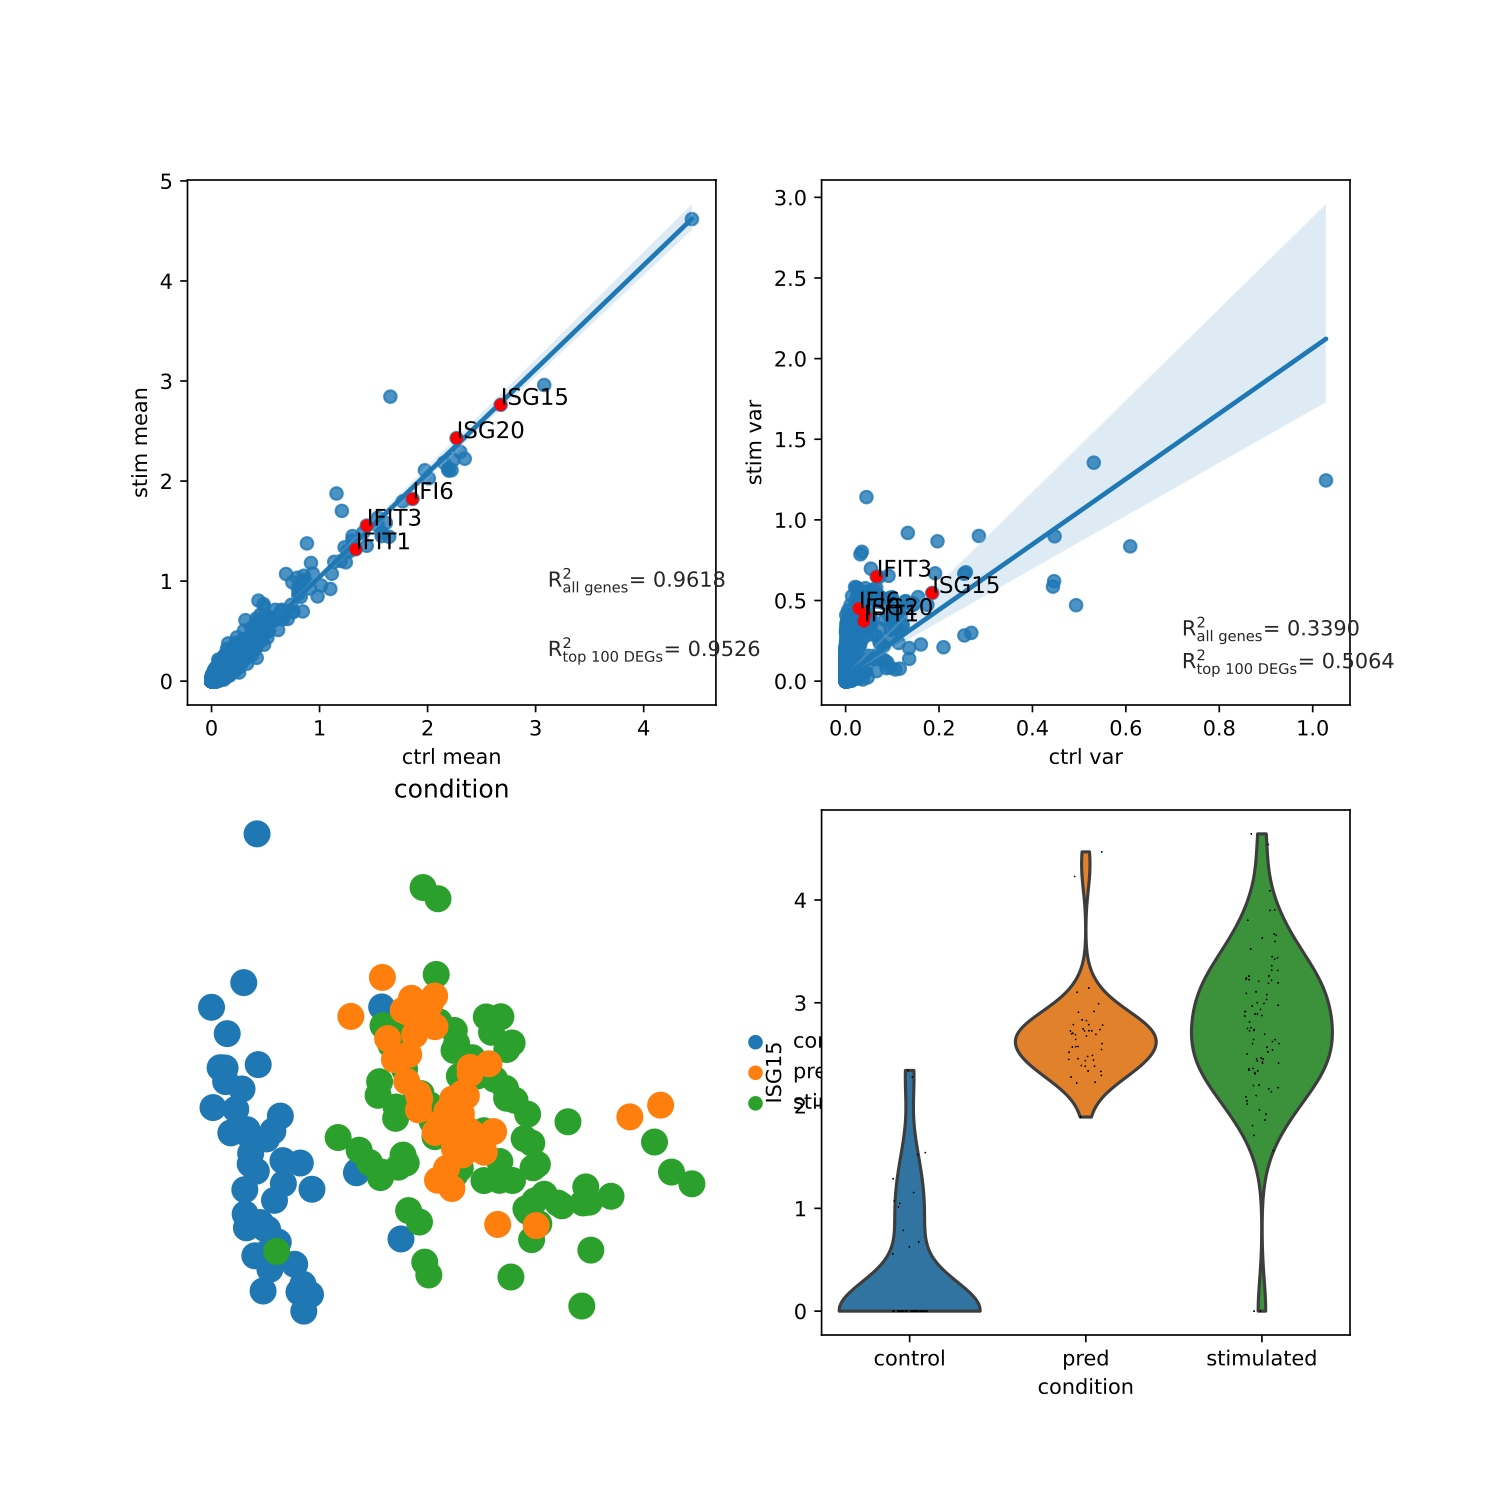 5
4
3
2
1
0
stim mean
ISG15
ISG20
IFI6
IFIT3
IFIT1
R²all genes= 0.9618
R²top 100 DEGs= 0.9526
0 1 2 3 4
ctrl mean
3.0
2.5
2.0
1.5
1.0
0.5
0.0
stim var
IFIT3
ISG15
IFI6
ISG20
IFIT1
R²all genes= 0.3390
R²top 100 DEGs= 0.5064
0.0 0.2 0.4 0.6 0.8 1.0
ctrl var
condition
ISG15
4
3
2
1
0
control pred stimulated
condition